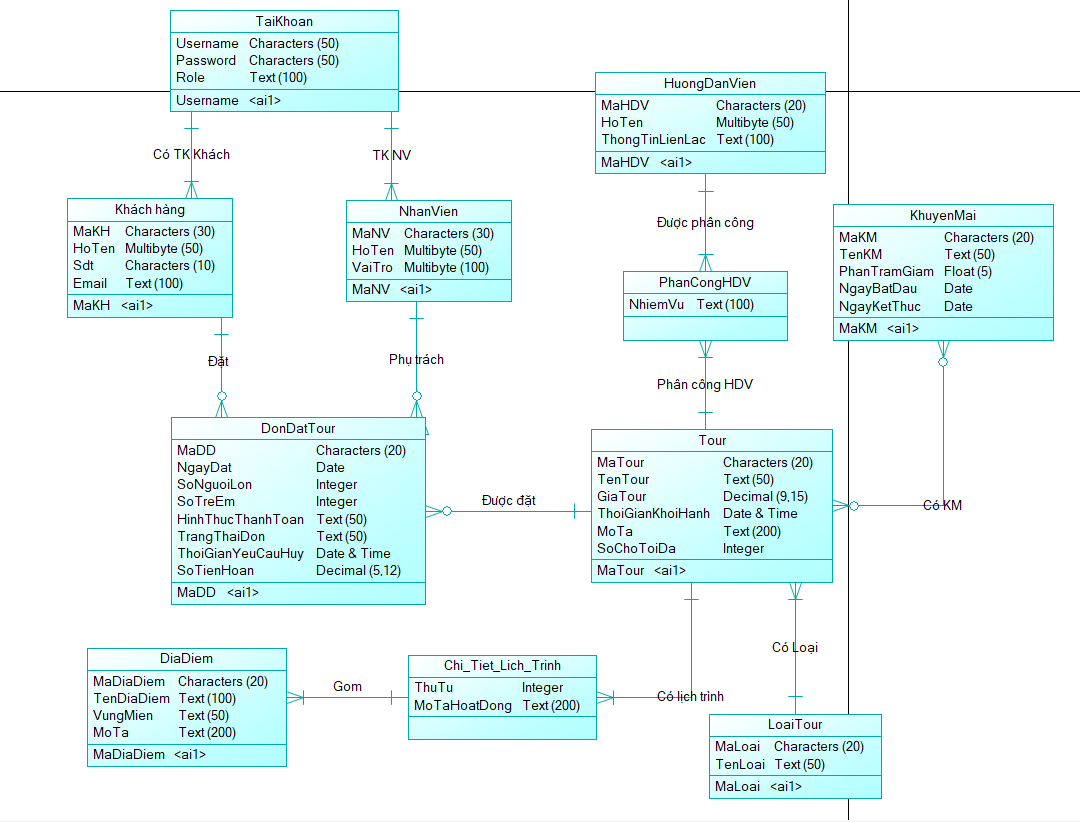 TaiKhoan
Username Characters (50)
Password Characters (50)
Role Text (100)
Username <ai1>
HuongDanVien
MaHDV Characters (20)
HoTen Multibyte (50)
ThongTinLienLac Text (100)
MaHDV <ai1>
Có TK Khách
TK NV
Khách hàng
MaKH Characters (30)
HoTen Multibyte (50)
Sdt Characters (10)
Email Text (100)
MaKH <ai1>
NhanVien
MaNV Characters (30)
HoTen Multibyte (50)
VaiTro Multibyte (100)
MaNV <ai1>
Được phân công
PhanCongHDV
NhiemVu Text (100)
KhuyenMai
MaKM Characters (20)
TenKM Text (50)
PhanTramGiam Float (5)
NgayBatDau Date
NgayKetThuc Date
MaKM <ai1>
Đặt
Phụ trách
Phân công HDV
DonDatTour
MaDD Characters (20)
NgayDat Date
SoNguoiLon Integer
SoTreEm Integer
HinhThucThanhToan Text (50)
TrangThaiDon Text (50)
ThoiGianYeuCauHuy Date & Time
SoTienHoan Decimal (5,12)
MaDD <ai1>
Được đặt
Tour
MaTour Characters (20)
TenTour Text (50)
GiaTour Decimal (9,15)
ThoiGianKhoiHanh Date & Time
MoTa Text (200)
SoChoToiDa Integer
MaTour <ai1>
Có KM
DiaDiem
MaDiaDiem Characters (20)
TenDiaDiem Text (100)
VungMien Text (50)
MoTa Text (200)
MaDiaDiem <ai1>
Gom
Chi_Tiet_Lich_Trinh
ThuTu Integer
MoTaHoatDong Text (200)
Có lịch trình
Có Loại
LoaiTour
MaLoai Characters (20)
TenLoai Text (50)
MaLoai <ai1>